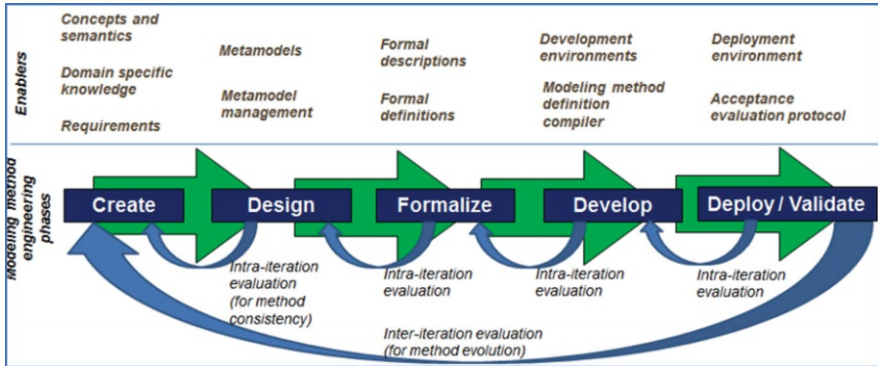 Enablers
Concepts and
semantics
Domain specific
knowledge
Requirements
Metamodels
Metamodel
management
Formal
descriptions
Formal
definitions
Development
environments
Modeling method
definition
compiler
Deployment
environment
Acceptance
evaluation protocol
Modelling method
engineering
phases
Create
Design
Formalize
Develop
Deploy / Validate
Intra-iteration
evaluation
(for method
consistency)
Intra-iteration
evaluation
Intra-iteration
evaluation
Intra-iteration
evaluation
Inter-iteration evaluation
(for method evolution)